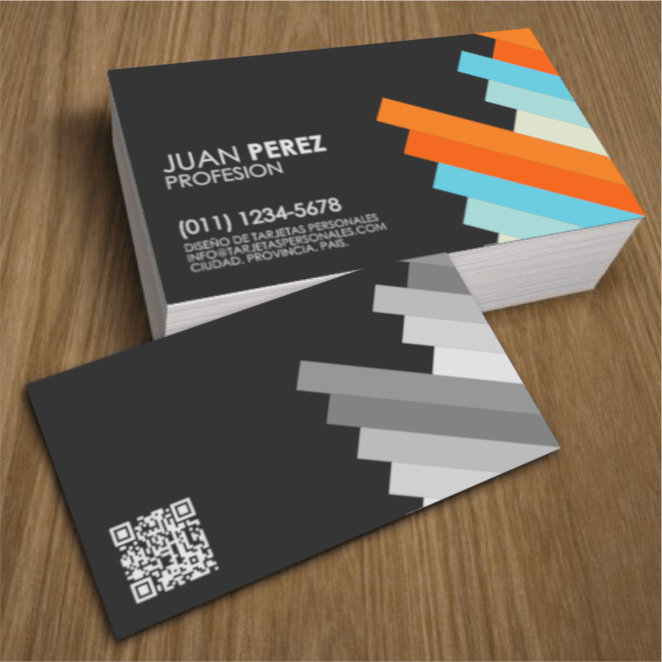 JUAN PEREZ
PROFESION
(011) 1234-5678
DISEÑO DE TARJETAS PERSONALES
INFO@TARJETASPERSONALES.COM
CIUDAD. PROVINCIA. PAIS.